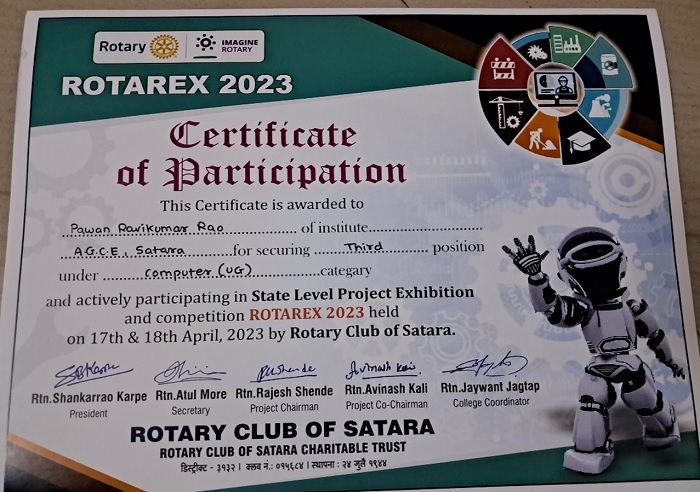 Rotary
IMAGINE
ROTARY
ROTAREX 2023
Certificate
of Participation
This Certificate is awarded to
Pawan Ravikumar Rao of institute
A.G.C.E, Satara for securing Third position
under Computer (UG) categary
and actively participating in State Level Project Exhibition
and competition ROTAREX 2023 held
on 17th & 18th April, 2023 by Rotary Club of Satara.
Rtn.Shankarrao Karpe Rtn.Atul More Rtn.Rajesh Shende Rtn.Avinash Kali Rtn.Jaywant Jagtap
President Secretary Project Chairman Project Co-Chairman College Coordinator
ROTARY CLUB OF SATARA
ROTARY CLUB OF SATARA CHARITABLE TRUST
डिस्ट्रीक्ट - ३१३२ । क्लब नं.: ०१५६८४ । स्थापना : २४ जुलै १९४४